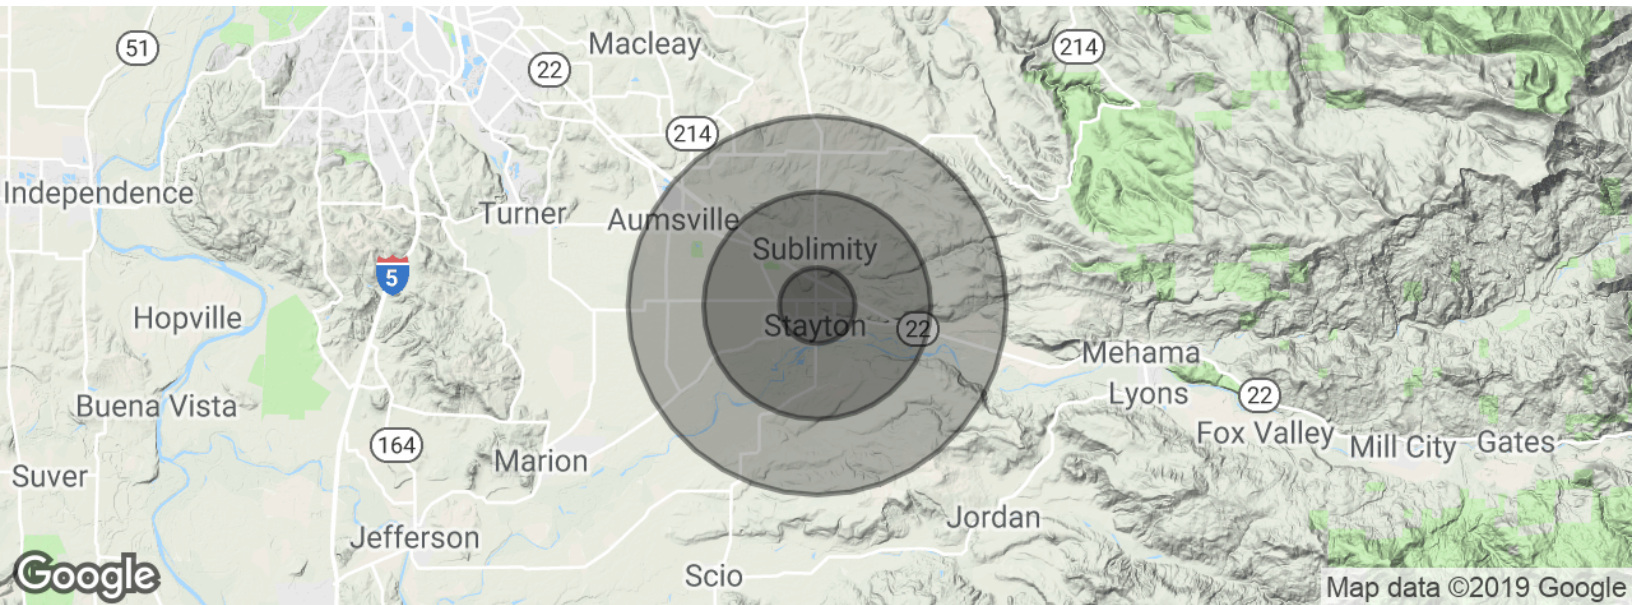 51
Macleay
214
22
214
Independence
Turner
Aumsville
Sublimity
5
Hopville
Stayton
22
Mehama
Lyons
22
Buena Vista
Fox Valley
Mill City
Gates
164
Marion
Suver
Jordan
Jefferson
Scio
Google
Map data ©2019 Google